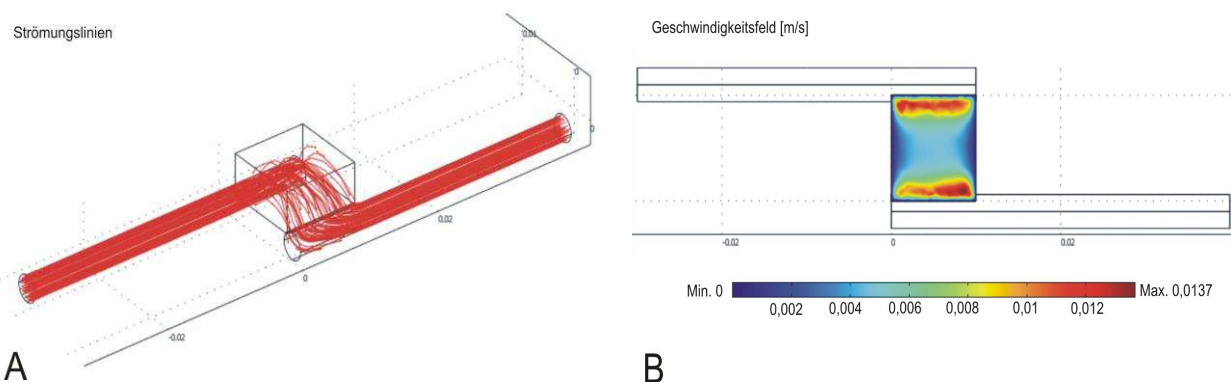 Strömungslinien
0.01
0
0
0.02
0
-0.02
A
Geschwindigkeitsfeld [m/s]
-0.02
0
0.02
Min. 0
Max. 0,0137
0,002
0,004
0,006
0,008
0,01
0,012
B